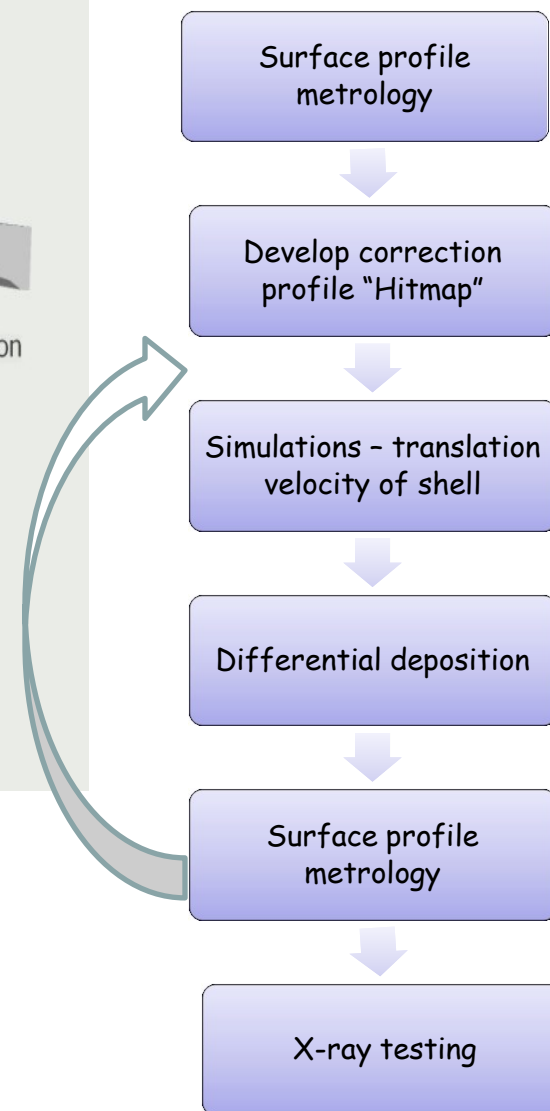 Surface profile
metrology
Develop correction
profile “Hitmap”
on
Simulations – translation
velocity of shell
Differential deposition
Surface profile
metrology
X-ray testing